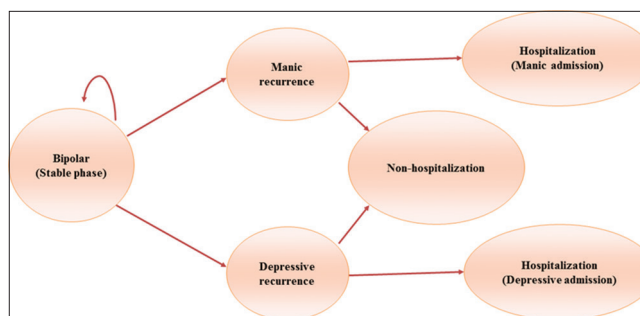 Hospitalization
(Manic admission)
Manic
recurrence
Bipolar
(Stable phase)
Non-hospitalization
Depressive
recurrence
Hospitalization
(Depressive admission)